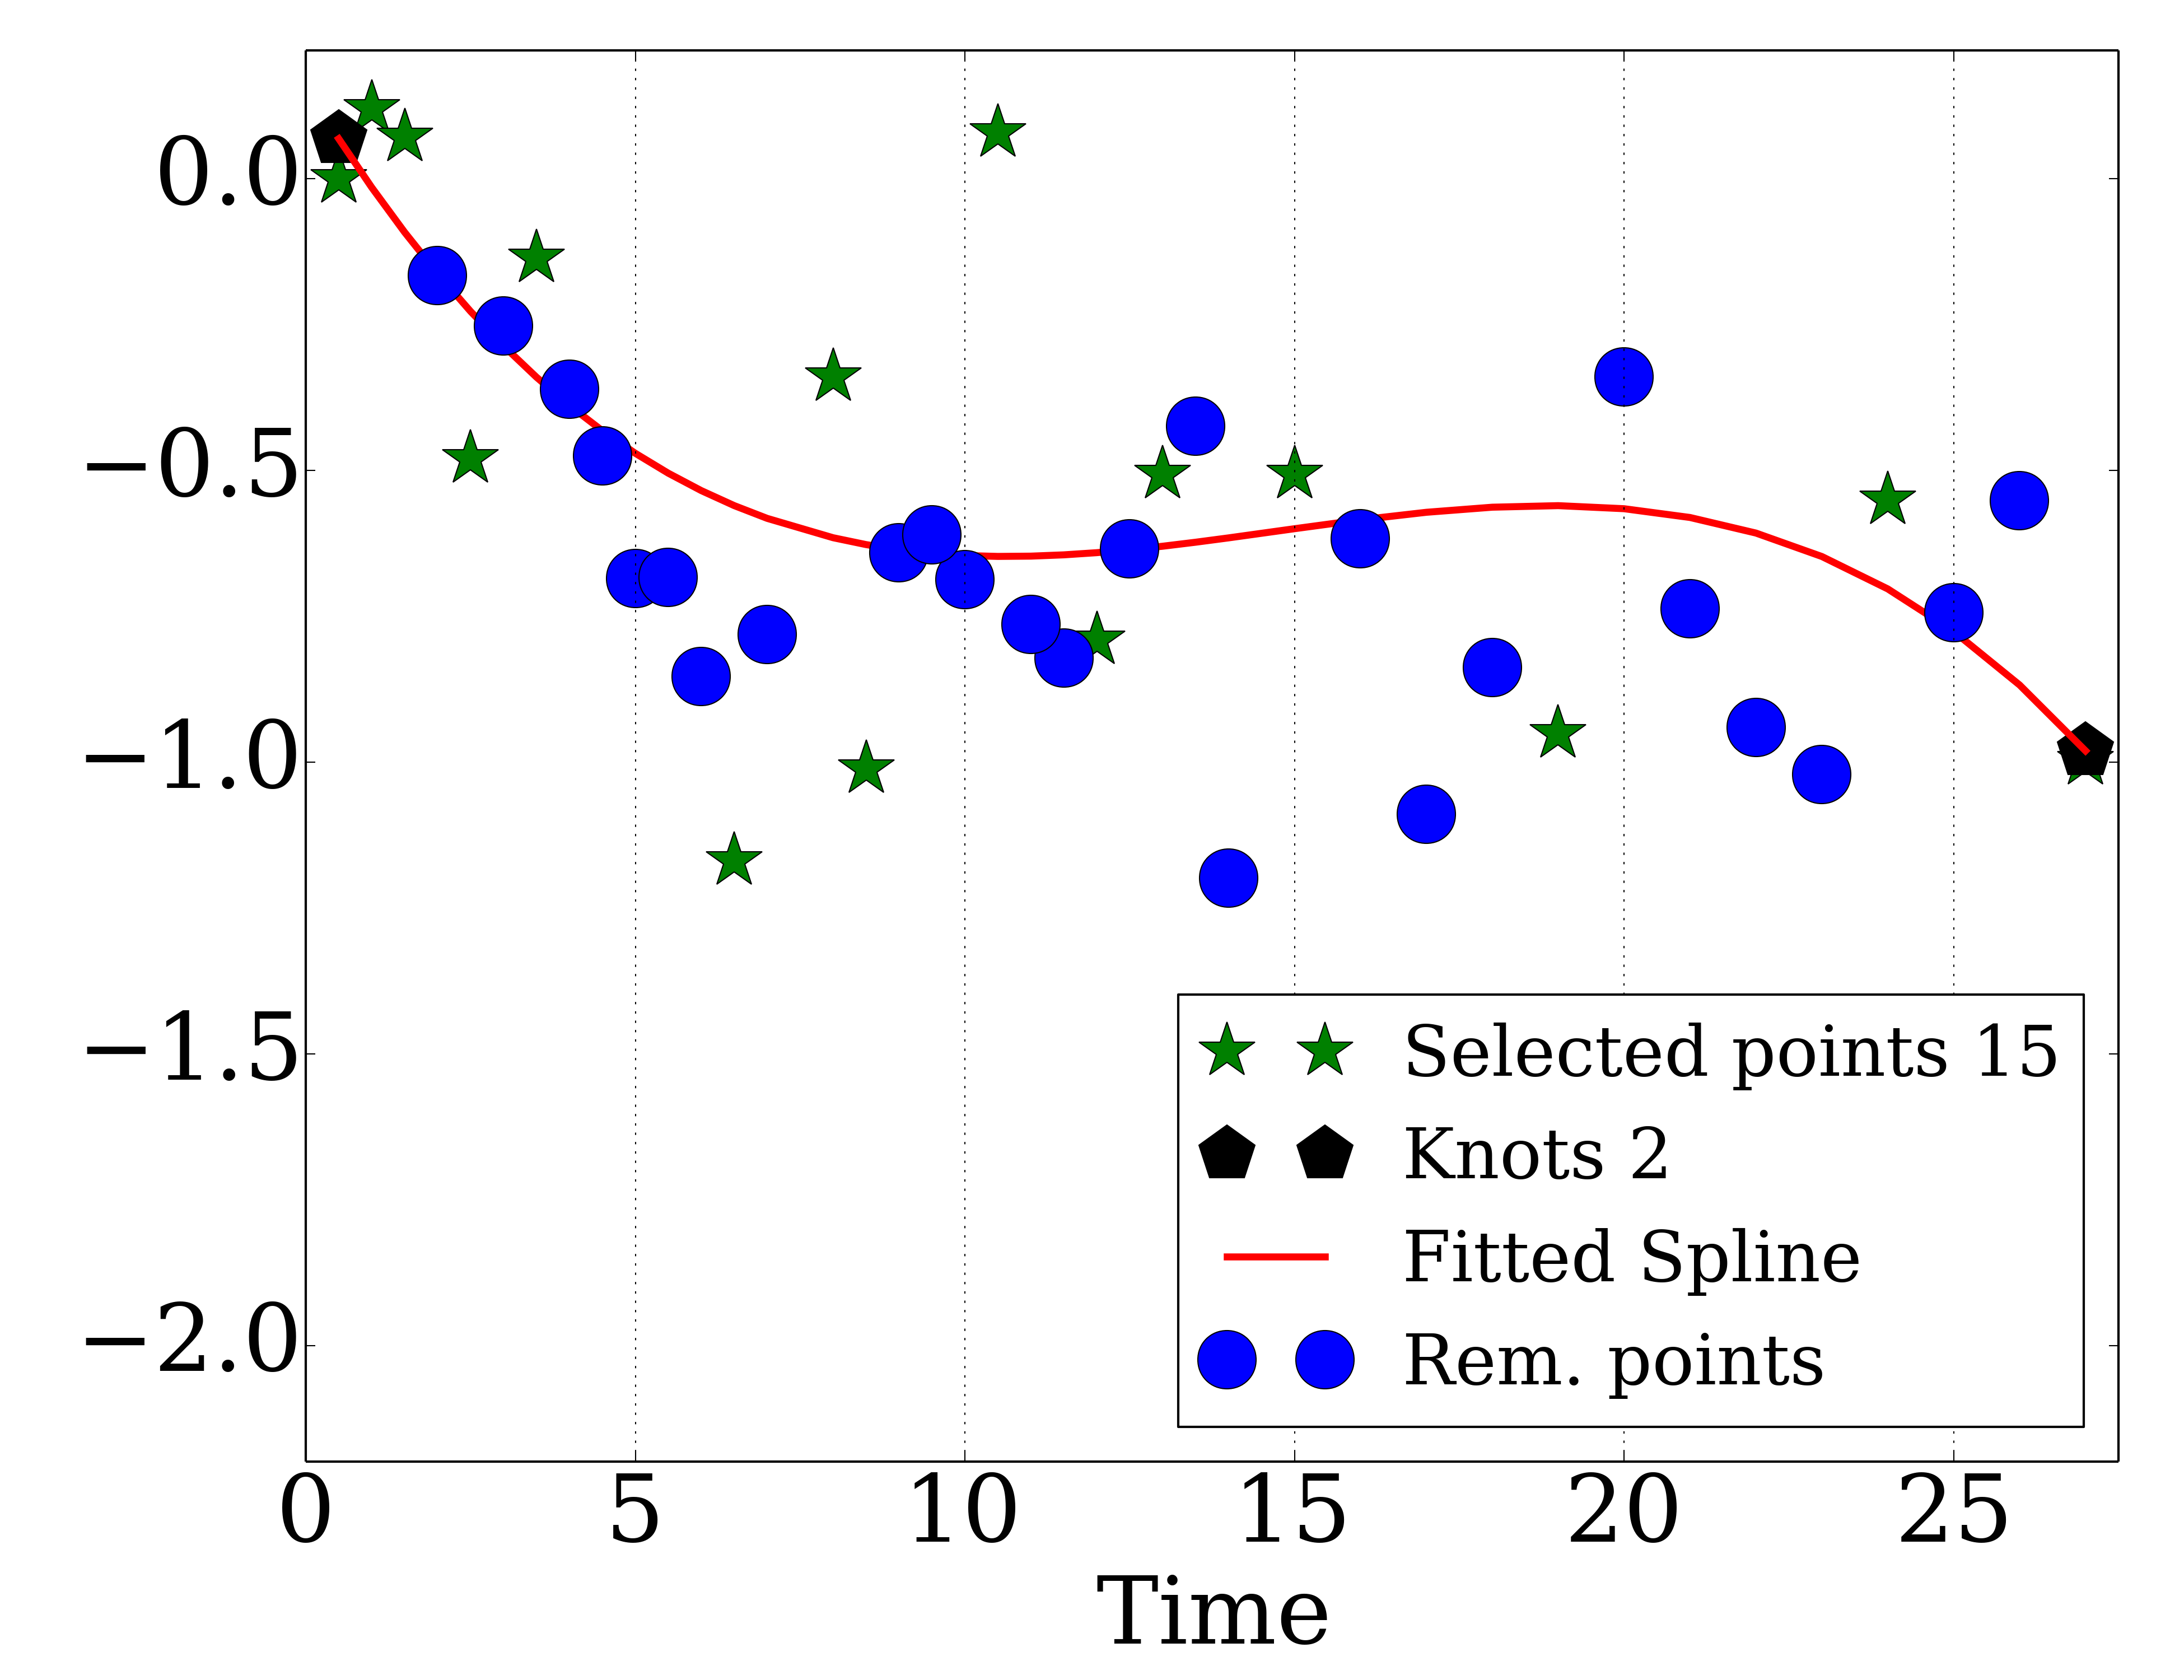 0.0
−0.5
−1.0
−1.5
−2.0
Selected points 15
Knots 2
Fitted Spline
Rem. points
0 5 10 15 20 25
Time